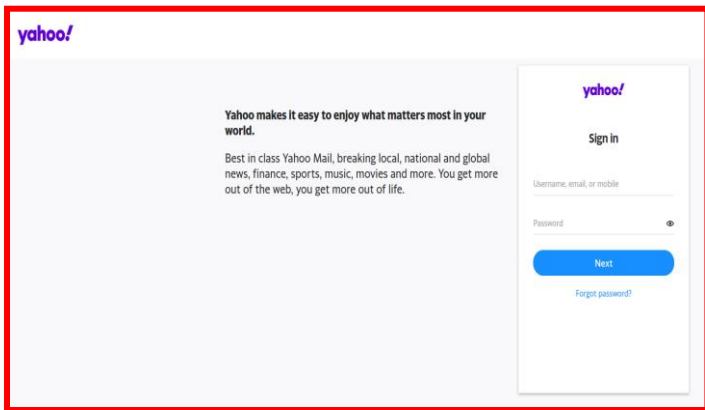 yahoo!
Yahoo makes it easy to enjoy what matters most in your
world.
Best in class Yahoo Mail, breaking local, national and global
news, finance, sports, music, movies and more. You get more
out of the web, you get more out of life.
yahoo!
Sign in
Username, email, or mobile
Password
Next
Forgot password?